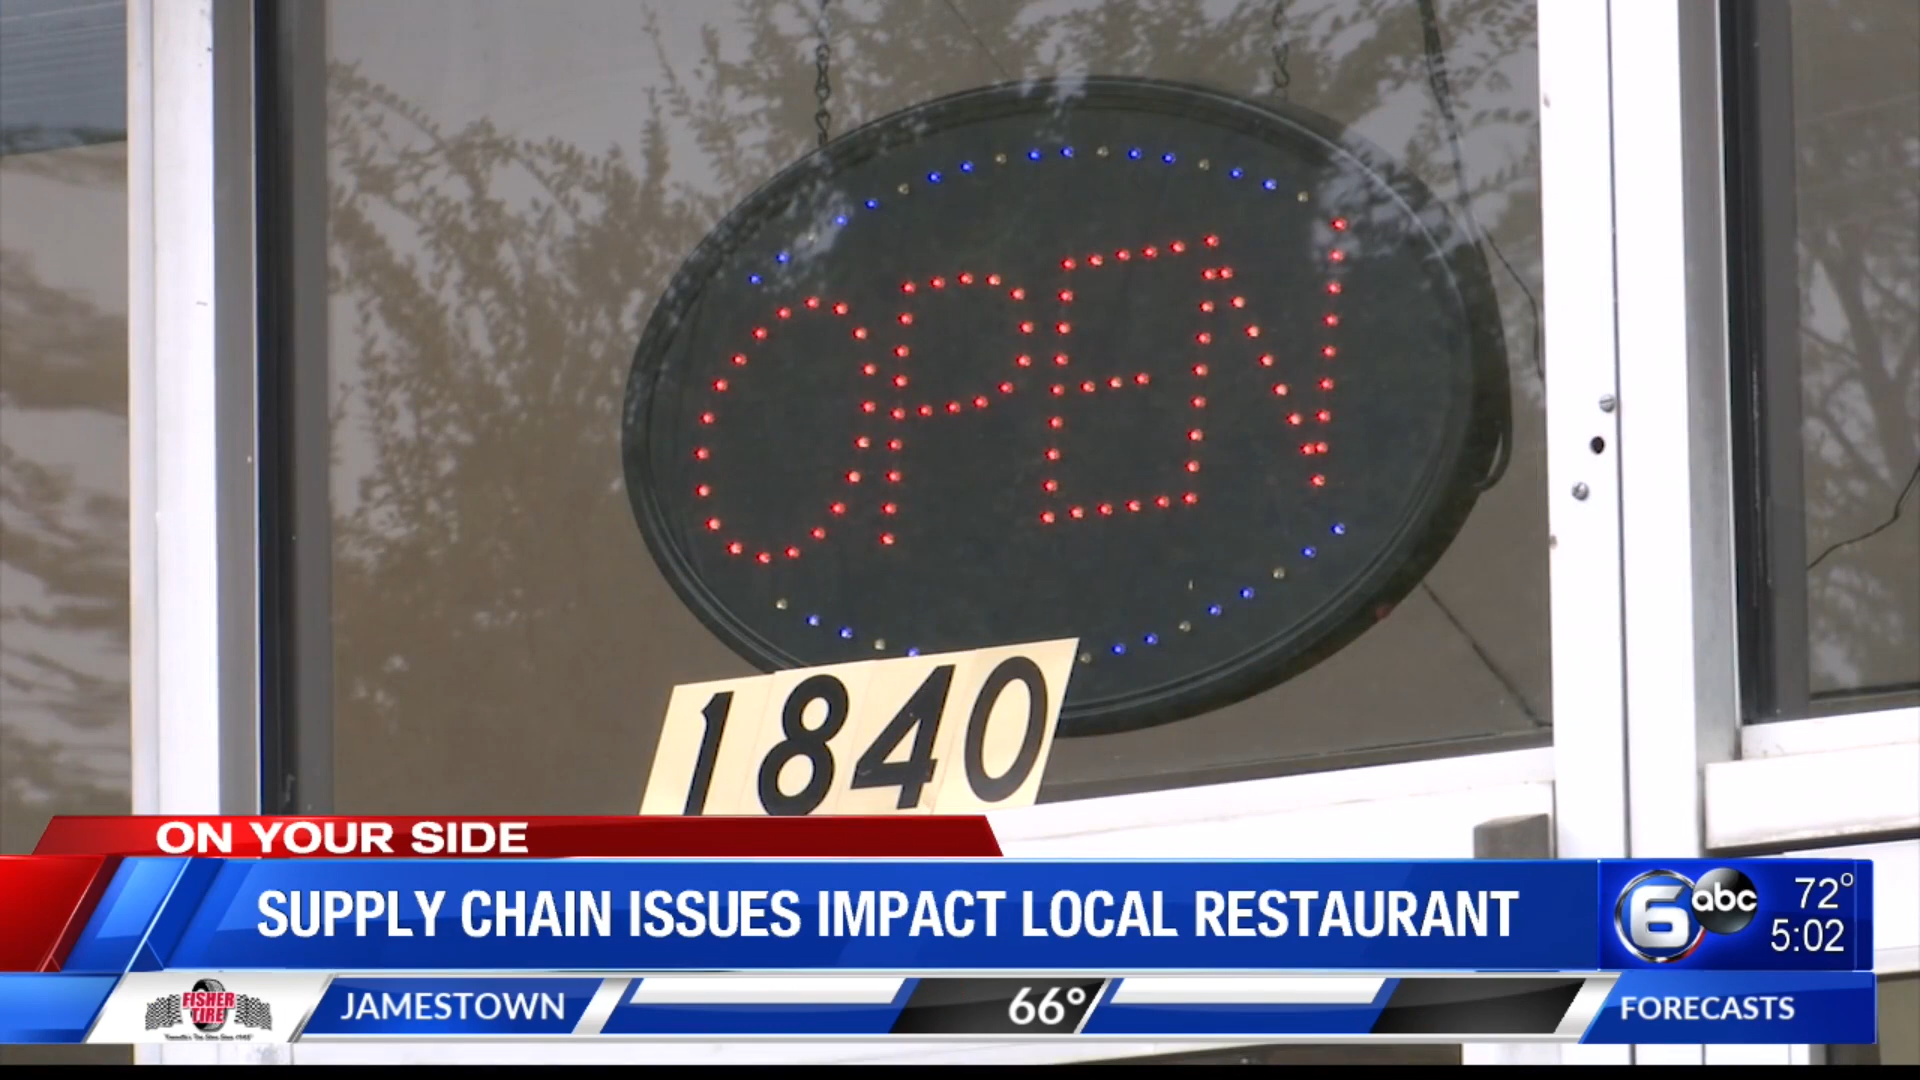 OPEN
1840
ON YOUR SIDE
SUPPLY CHAIN ISSUES IMPACT LOCAL RESTAURANT
6 abc
72°
5:02
FISHER
TIRE
JAMESTOWN
66°
FORECASTS